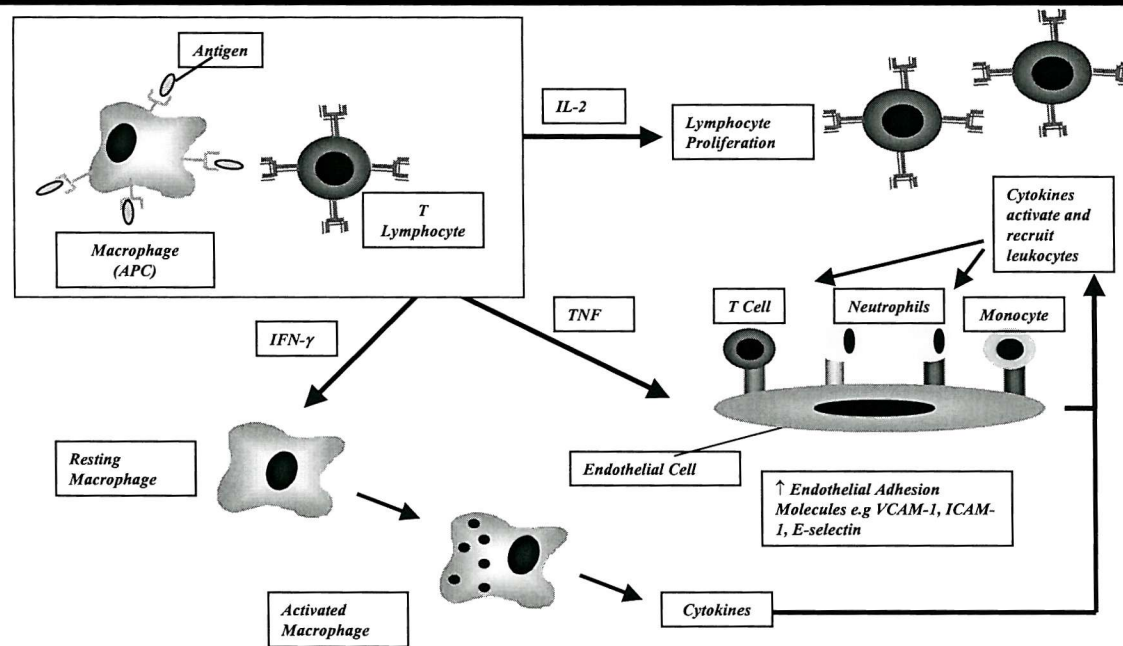 Antigen
Macrophage
(APC)
T
Lymphocyte
IL-2
Lymphocyte
Proliferation
Cytokines
activate and
recruit
leukocytes
IFN-γ
TNF
T Cell
Neutrophils
Monocyte
Resting
Macrophage
Endothelial Cell
↑ Endothelial Adhesion
Molecules e.g VCAM-1, ICAM-
1, E-selectin
Activated
Macrophage
Cytokines